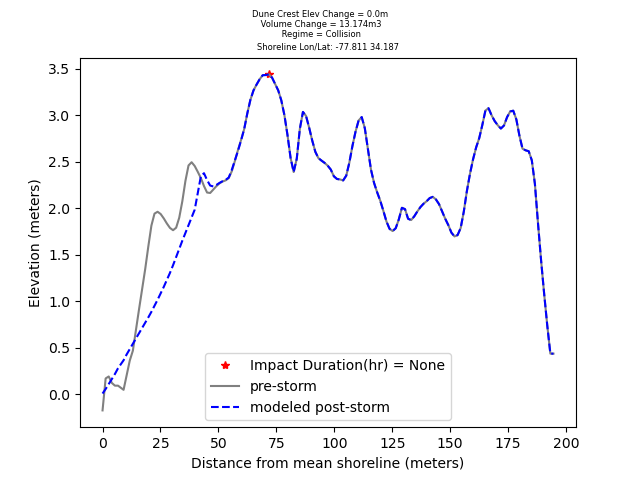 Dune Crest Elev Change = 0.0m
Volume Change = 13.174m3
Regime = Collision
Shoreline Lon/Lat: -77.811 34.187
3.5
3.0
2.5
2.0
1.5
1.0
0.5
0.0
Elevation (meters)
Impact Duration(hr) = None
pre-storm
modeled post-storm
0 25 50 75 100 125 150 175 200
Distance from mean shoreline (meters)